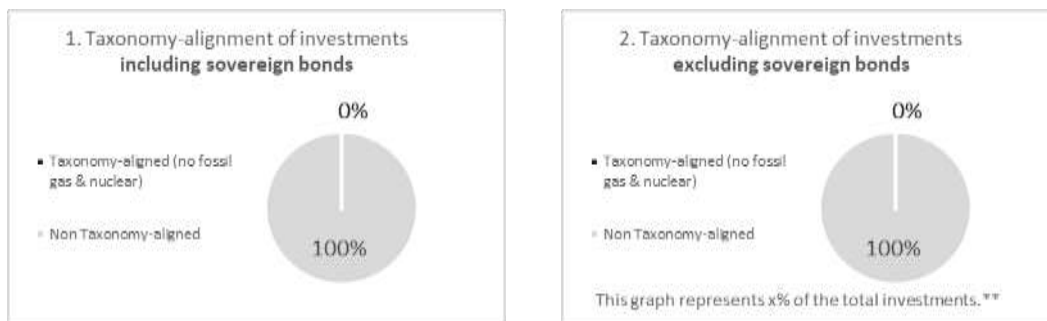 1. Taxonomy-alignment of investments
including sovereign bonds
0%
Taxonomy-aligned (no fossil
gas & nuclear)
Non Taxonomy-aligned
100%
2. Taxonomy-alignment of investments
excluding sovereign bonds
0%
Taxonomy-aligned (no fossil
gas & nuclear)
Non Taxonomy-aligned
100%
This graph represents x% of the total investments.**